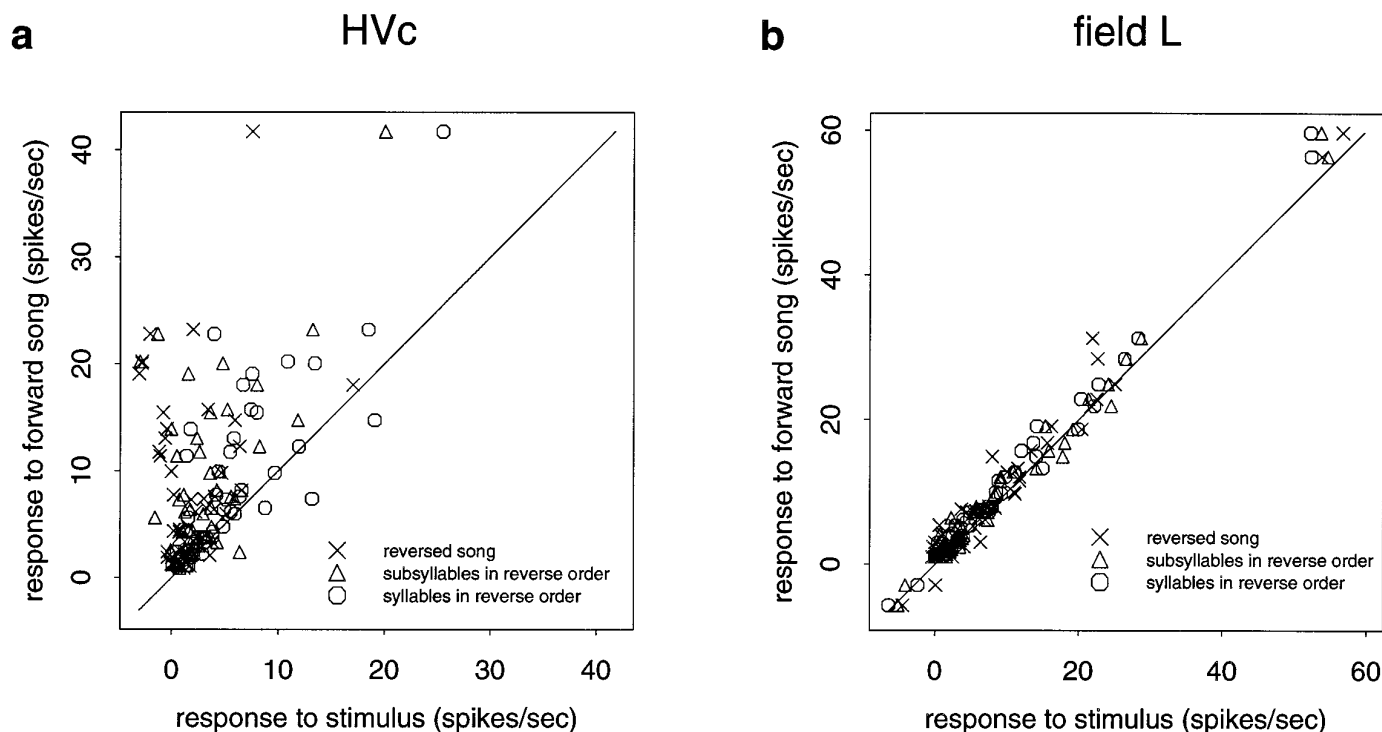 a
HVc
response to forward song (spikes/sec)
40
30
20
10
0
reversed song
subsyllables in reverse order
syllables in reverse order
0 10 20 30 40
response to stimulus (spikes/sec)
b
field L
response to forward song (spikes/sec)
60
40
20
0
reversed song
subsyllables in reverse order
syllables in reverse order
0 20 40 60
response to stimulus (spikes/sec)